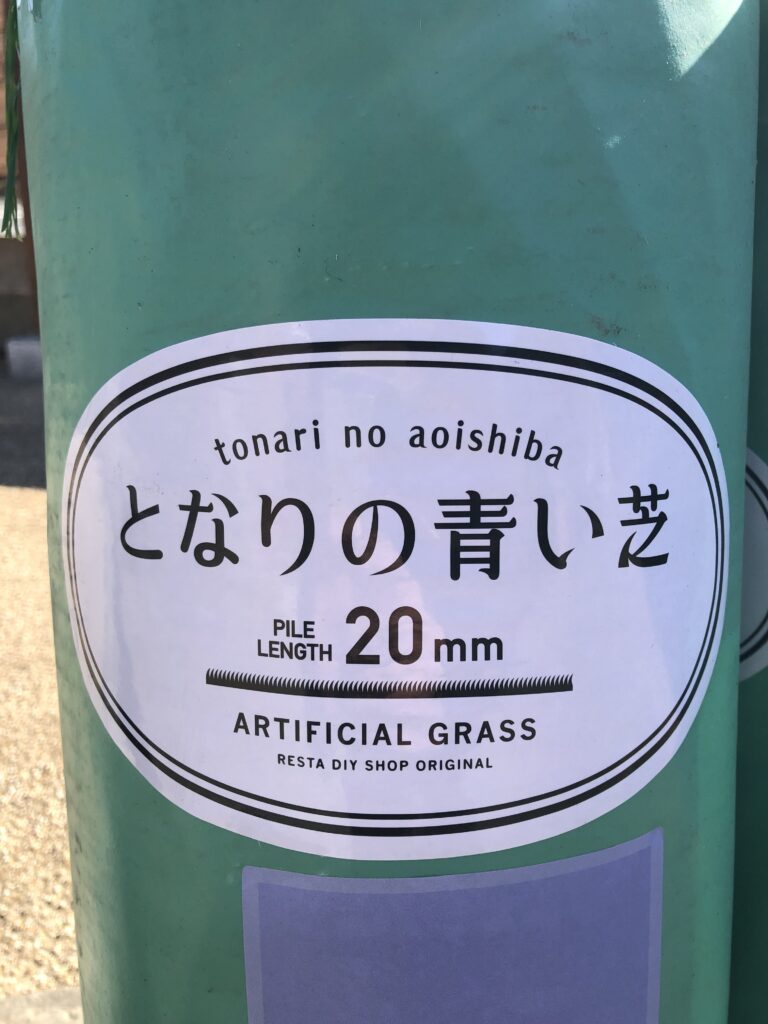 tonari no aoishiba
となりの青い芝
PILE LENGTH 20mm
ARTIFICIAL GRASS
RESTA DIY SHOP ORIGINAL